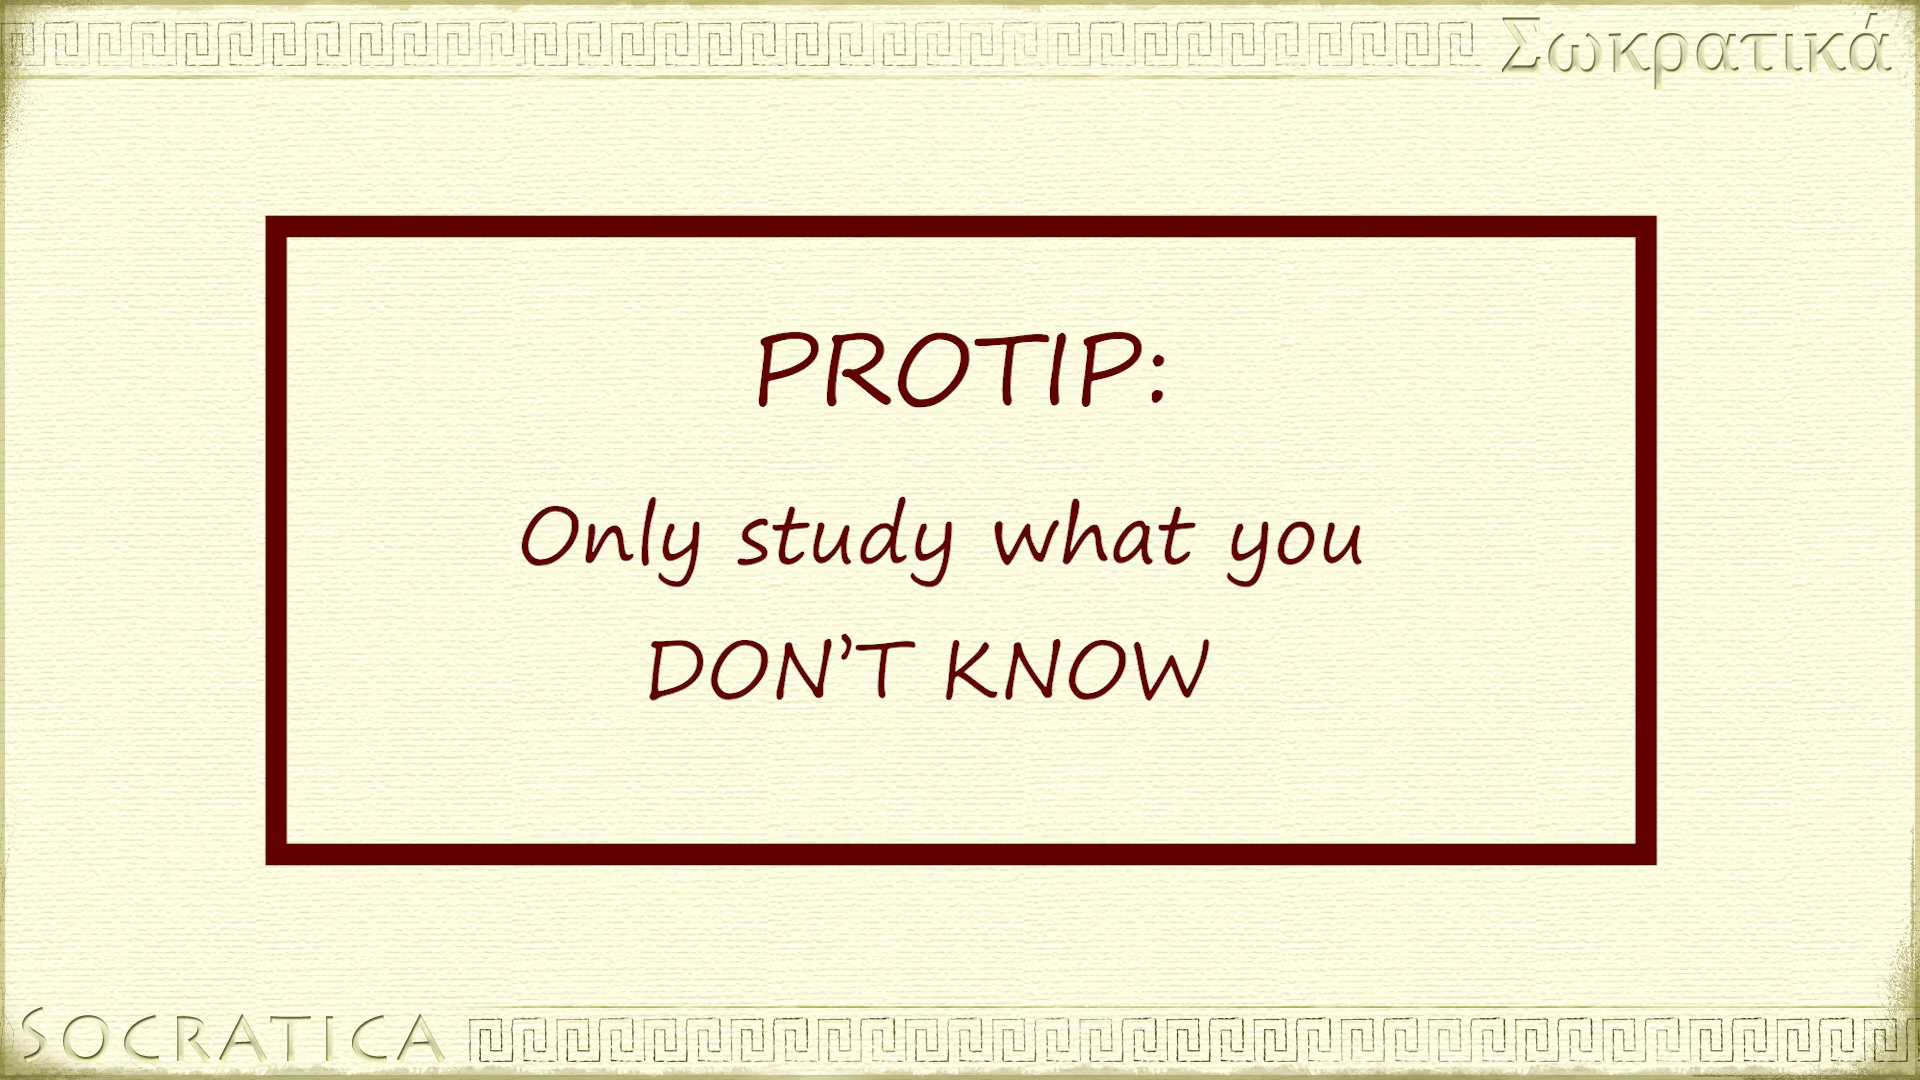 Σωκρατικά
PROTIP:
Only study what you
DON'T KNOW
SOCRATICA